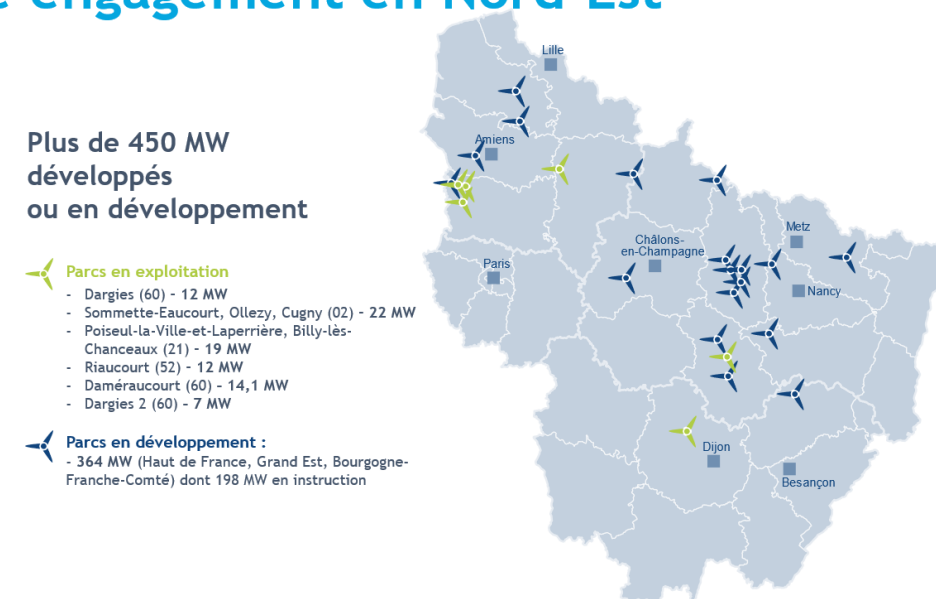 engagement en Nord-Est
Plus de 450 MW
développés
ou en développement
Parcs en exploitation
- Dargies (60) - 12 MW
- Sommette-Eaucourt, Ollezy, Cugny (02) - 22 MW
- Poiseul-la-Ville-et-Laperrière, Billy-lès-
Chanceaux (21) - 19 MW
- Riaucourt (52) - 12 MW
- Daméraucourt (60) - 14,1 MW
- Dargies 2 (60) - 7 MW
Parcs en développement :
- 364 MW (Haut de France, Grand Est, Bourgogne-
Franche-Comté) dont 198 MW en instruction
Lille
Amiens
Metz
Châlons-
en-Champagne
Paris
Nancy
Dijon
Besançon